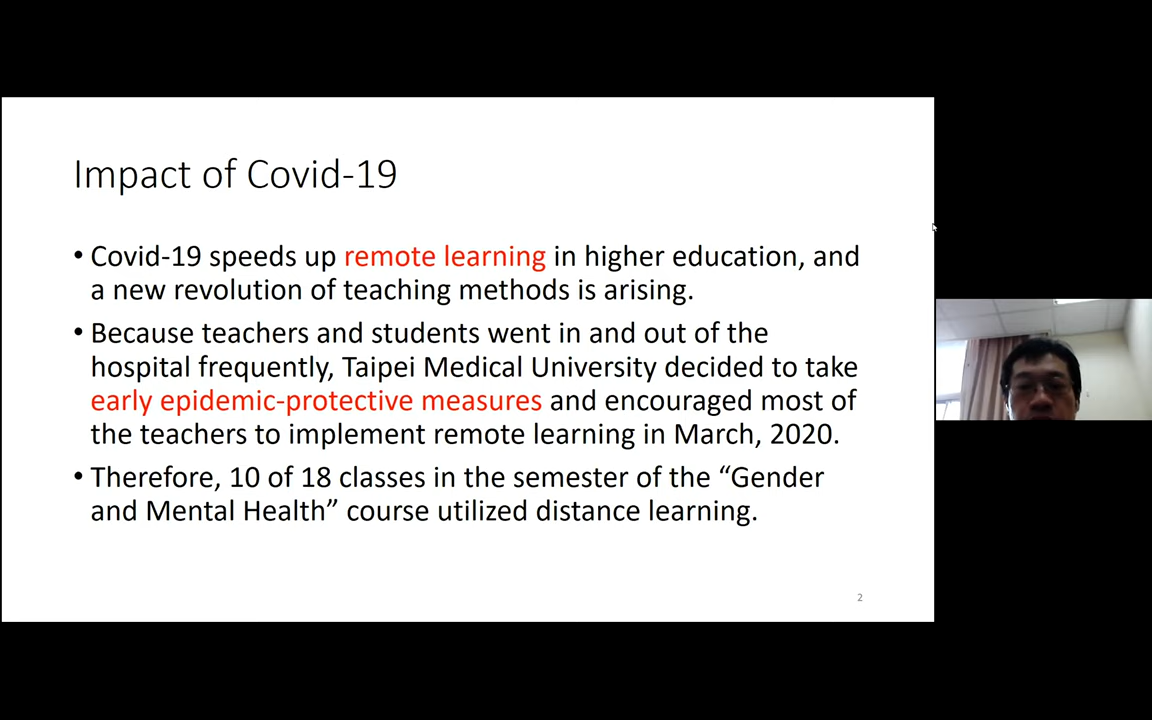 Impact of Covid-19
• Covid-19 speeds up remote learning in higher education, and
a new revolution of teaching methods is arising.
• Because teachers and students went in and out of the
hospital frequently, Taipei Medical University decided to take
early epidemic-protective measures and encouraged most of
the teachers to implement remote learning in March, 2020.
• Therefore, 10 of 18 classes in the semester of the “Gender
and Mental Health” course utilized distance learning.
2